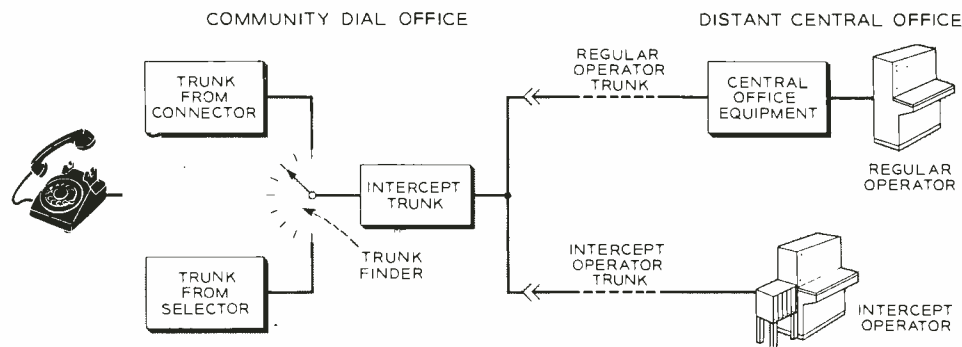 COMMUNITY DIAL OFFICE
DISTANT CENTRAL OFFICE
TRUNK
FROM
CONNECTOR
REGULAR
OPERATOR
TRUNK
CENTRAL
OFFICE
EQUIPMENT
REGULAR
OPERATOR
INTERCEPT
TRUNK
TRUNK
FINDER
TRUNK
FROM
SELECTOR
INTERCEPT
OPERATOR
TRUNK
INTERCEPT
OPERATOR